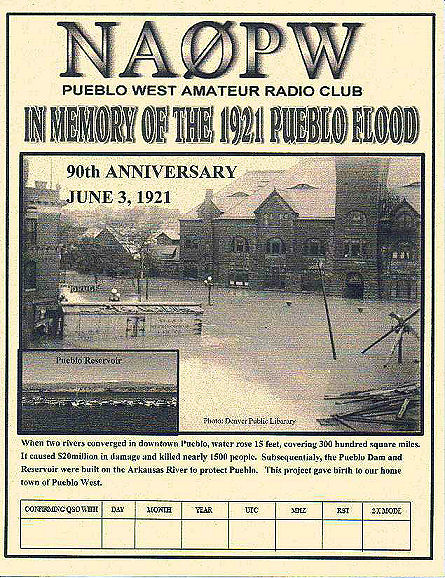 NAØPW
PUEBLO WEST AMATEUR RADIO CLUB
IN MEMORY OF THE 1921 PUEBLO FLOOD
90th ANNIVERSARY
JUNE 3, 1921
Pueblo Reservoir
Photo: Denver Public Libarary
When two rivers converged in downtown Pueblo, water rose 15 feet, covering 300 hundred square miles.
It caused $20million in damage and killed nearly 1500 people. Subsequentialy, the Pueblo Dam and
Reservoir were built on the Arkansas River to protect Pueblo. This project gave birth to our home
town of Pueblo West.
CONFIRMING QSO WITH DAY MONTH YEAR UTC MHZ RST 2X MODE